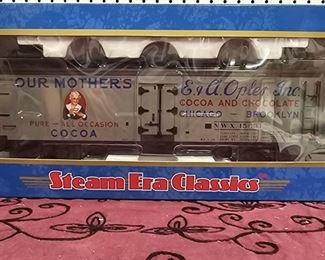 OUR MOTHER'S
PURE - ALL OCCASION
COCOA
E. & A. Opler, Inc.
COCOA AND CHOCOLATE
CHICAGO - BROOKLYN
N.W.X.
Steam Era Classics